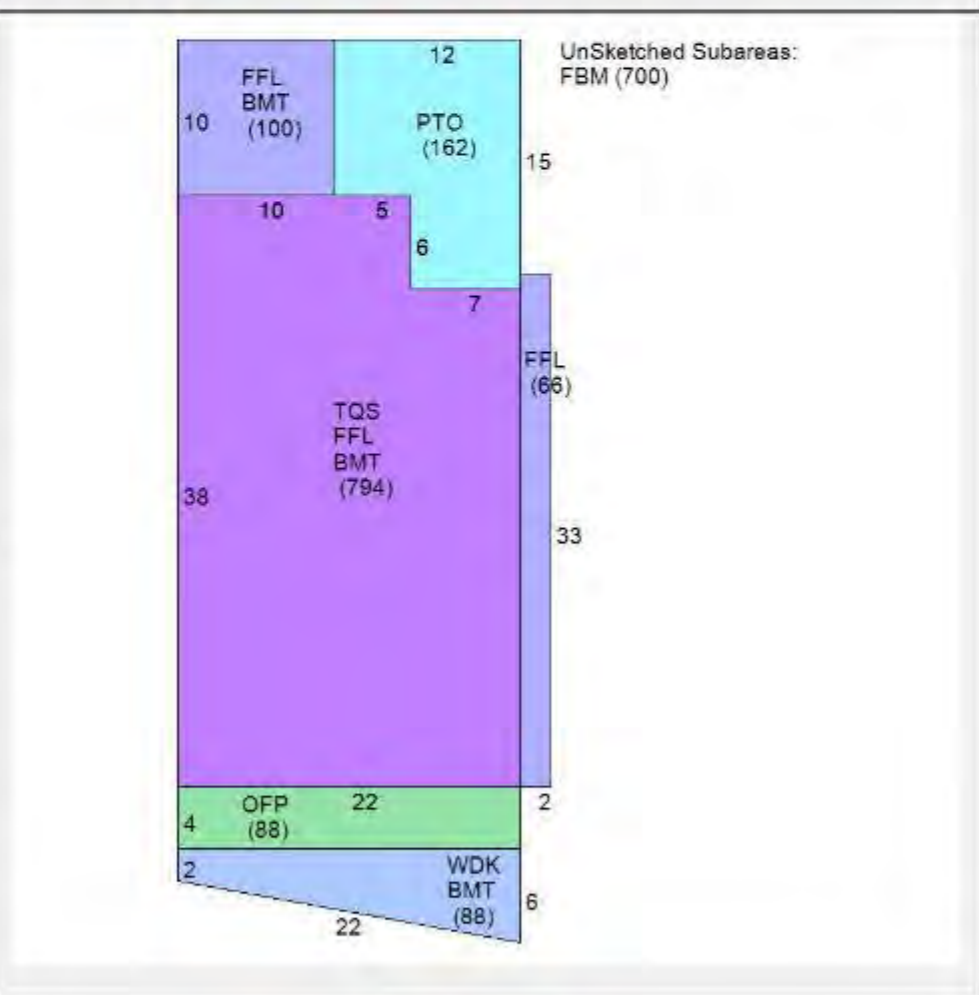 12
UnSketched Subareas:
FBM (700)
FFL
BMT
(100)
10
PTO
(162)
15
10
5
6
7
FFL
(66)
TQS
FFL
BMT
(794)
38
33
OFP
(88)
22
2
4
2
WDK
BMT
(88)
6
22